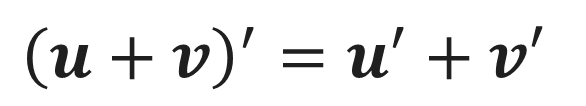 (u + v)′ = u′ + v′